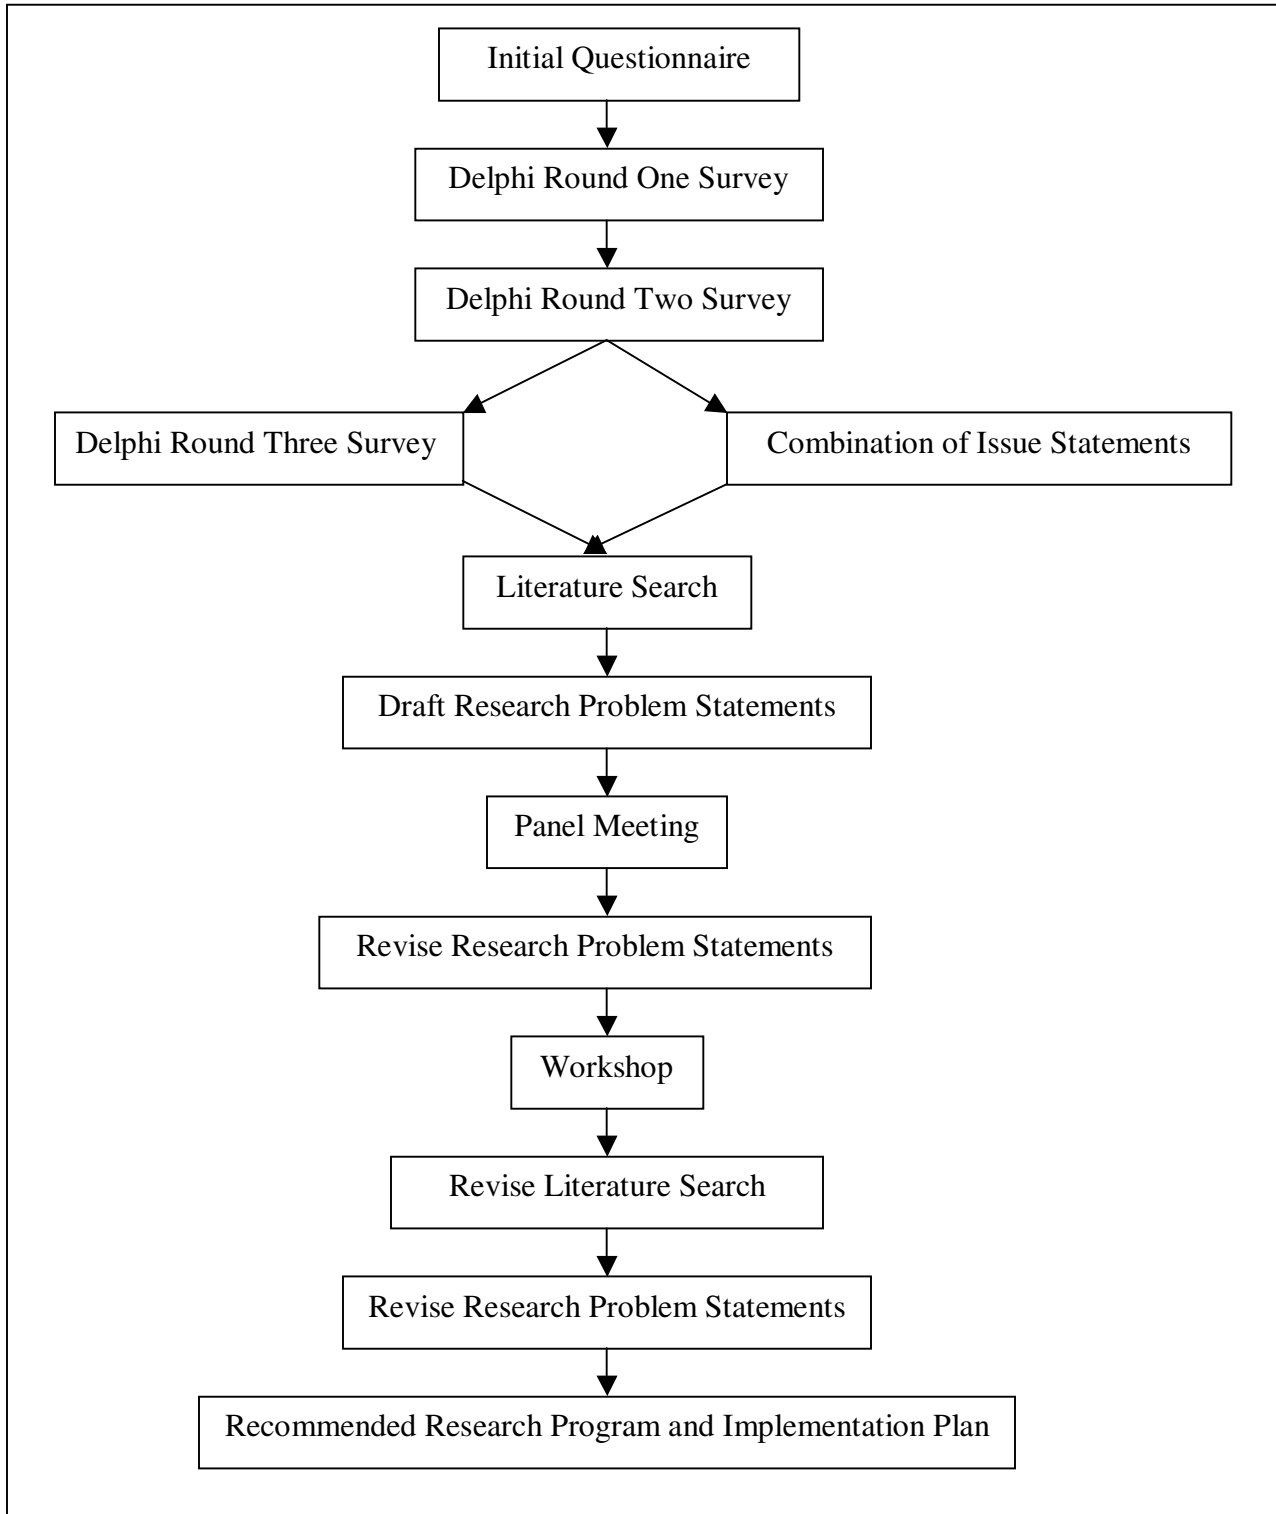 Initial Questionnaire
Delphi Round One Survey
Delphi Round Two Survey
Delphi Round Three Survey
Combination of Issue Statements
Literature Search
Draft Research Problem Statements
Panel Meeting
Revise Research Problem Statements
Workshop
Revise Literature Search
Revise Research Problem Statements
Recommended Research Program and Implementation Plan